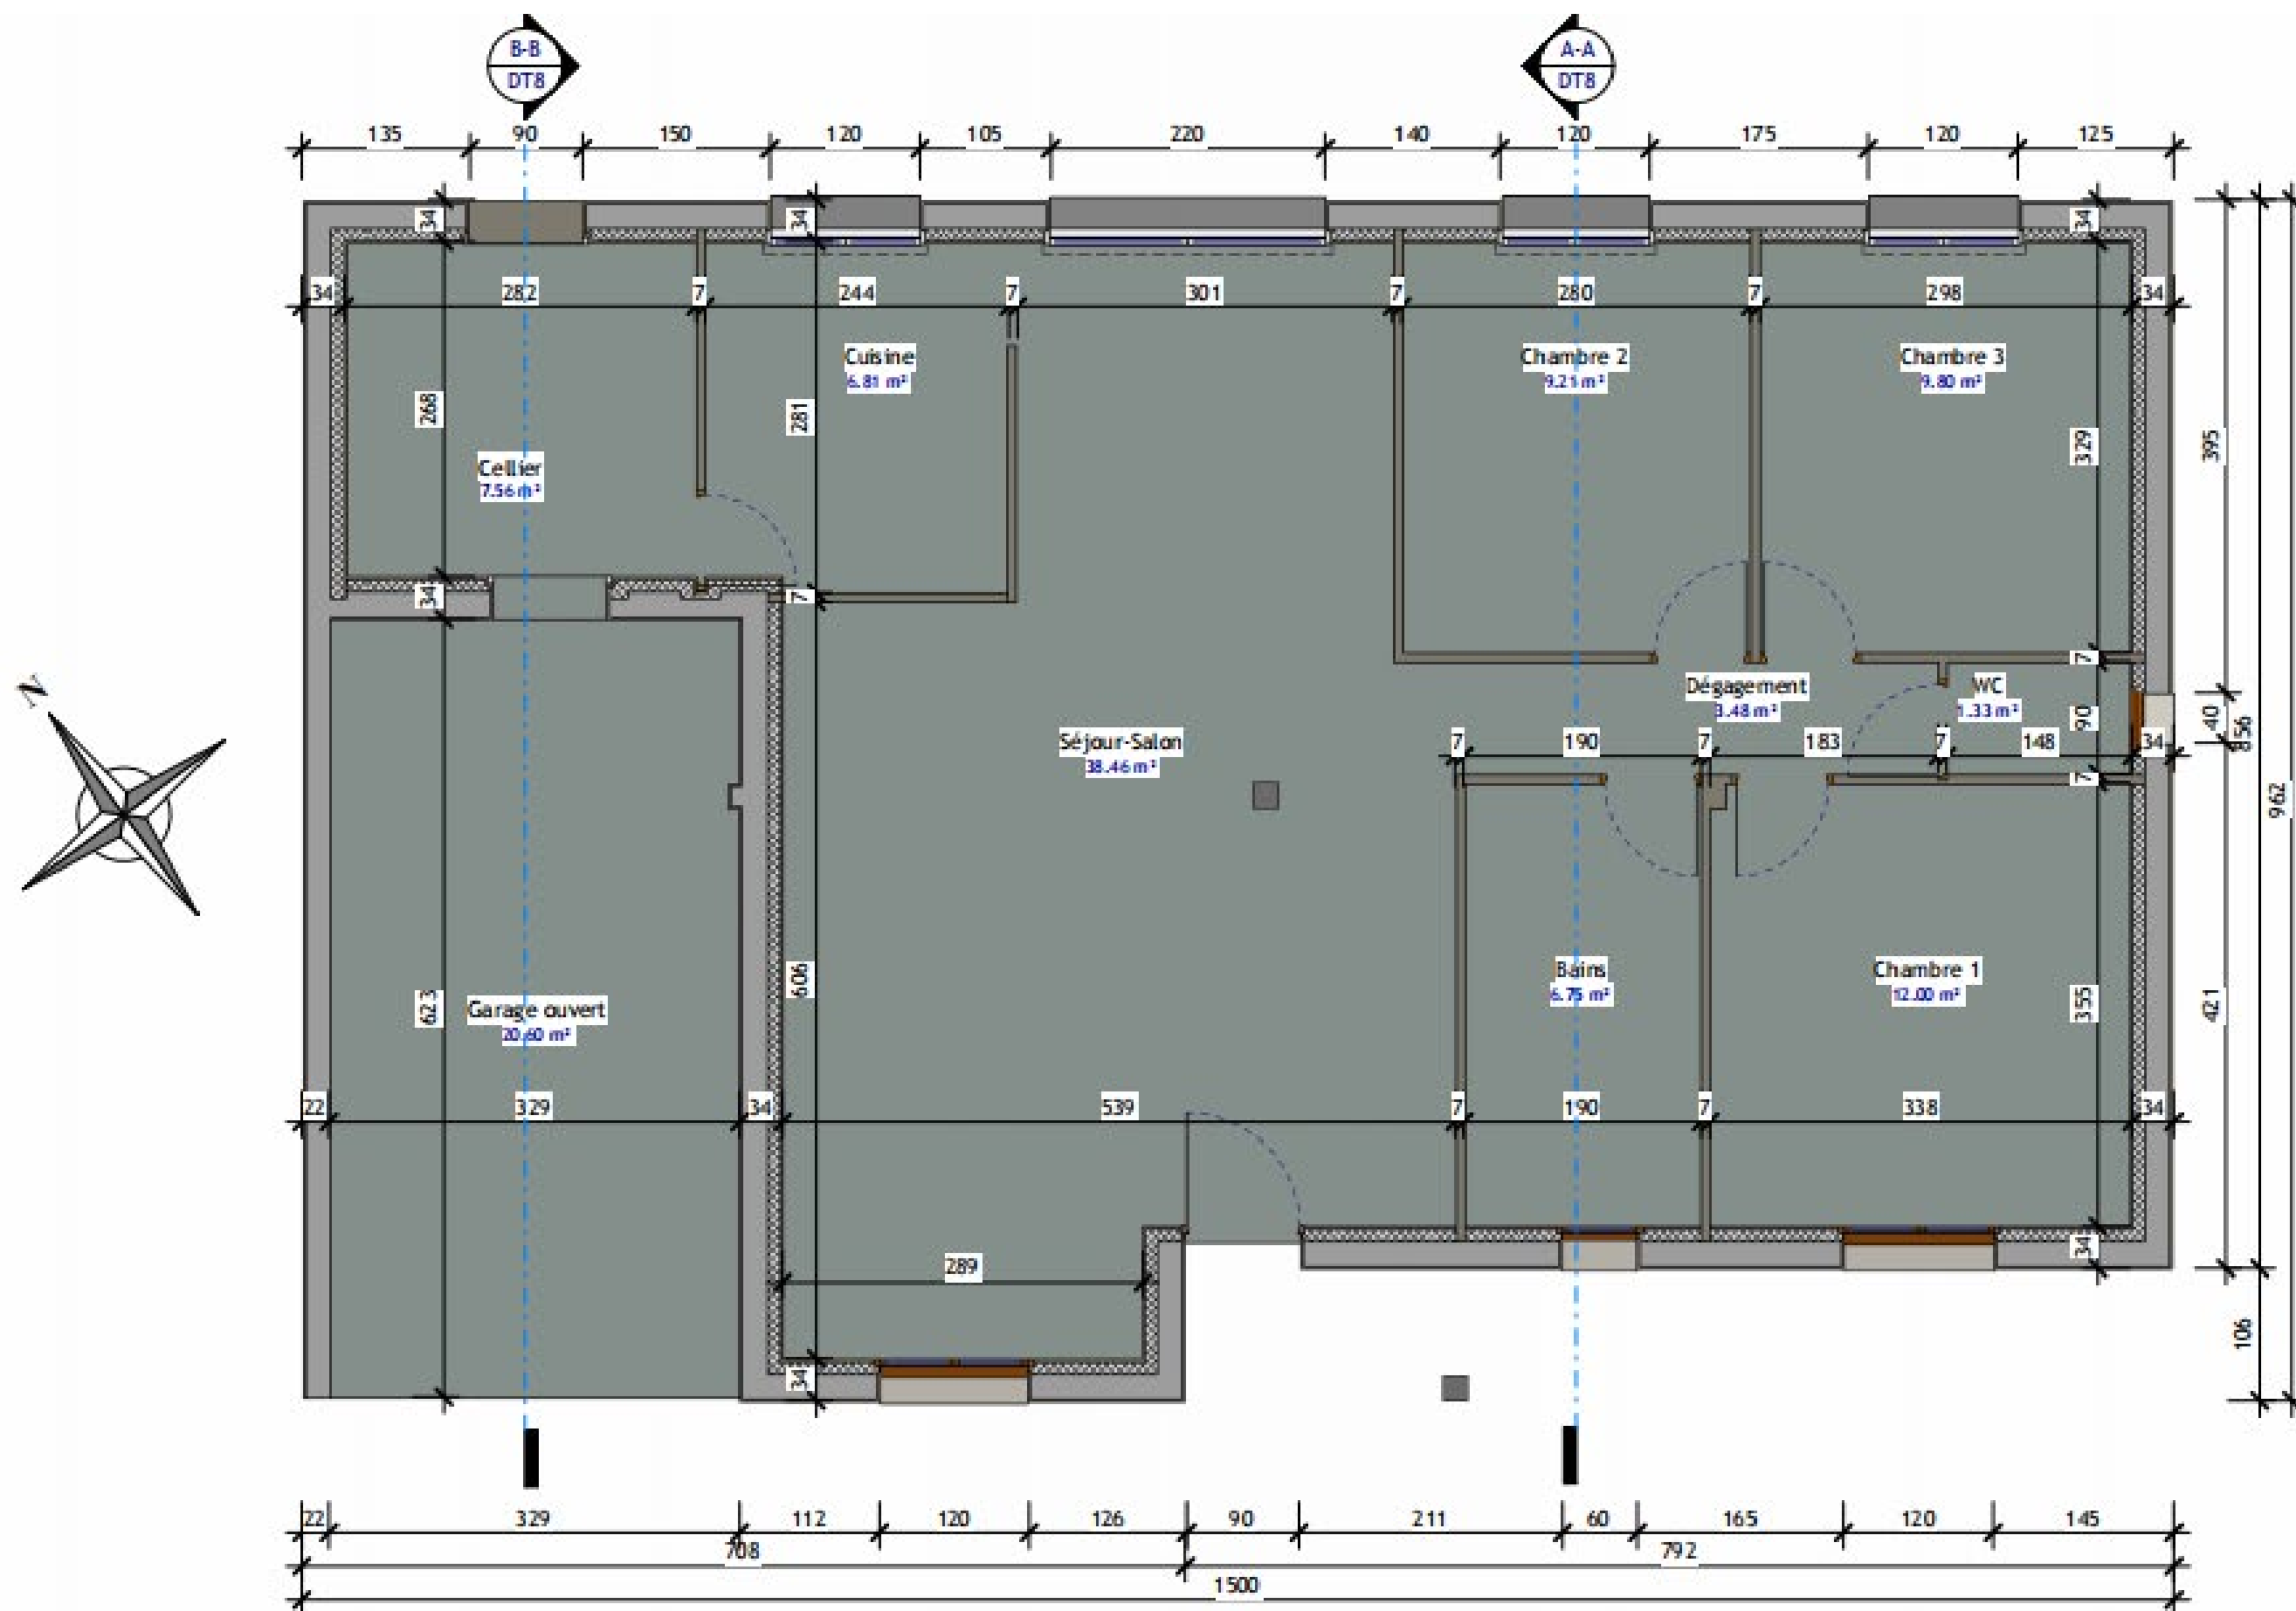 B-B
DT8
A-A
DT8
135 90 150 120 105 220 140 120 175 120 125
34 34 34
34 282 7 244 7 301 7 280 7 298 34
Cuisine
6.81 m²
Chambre 2
9.21 m²
Chambre 3
9.80 m²
268 281 329 395
Cellier
7.56 m²
34 7
N
7
Dégagement
3.48 m²
WC
1.33 m²
90 40 856
Séjour-Salon
38.46 m²
7 190 7 183 7 148 34
7
962
Garage ouvert
20.60 m²
Bains
6.75 m²
Chambre 1
12.00 m²
623 606 355 421
22 329 34 539 7 190 7 338 34
289
34 34
106
22 329 112 120 126 90 211 60 165 120 145
708 792
1500